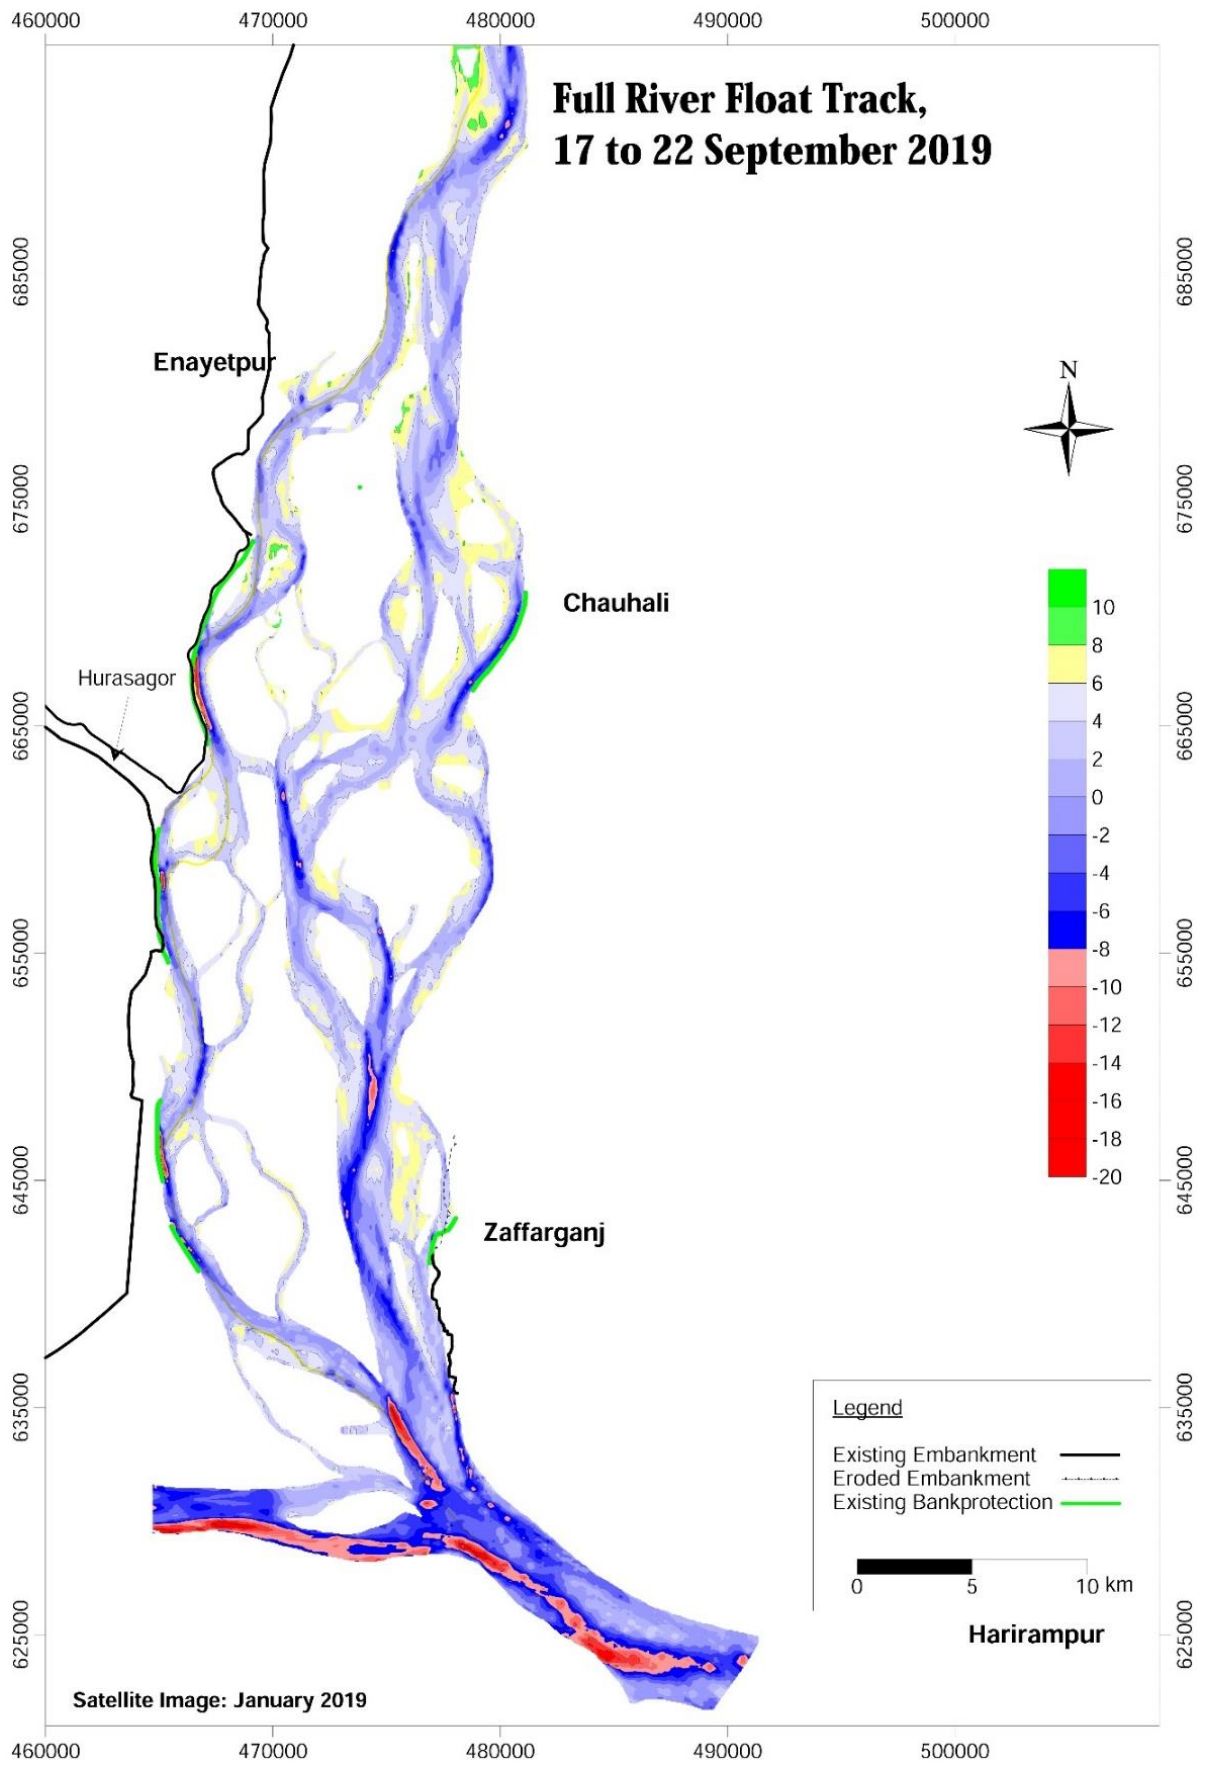 460000 470000 480000 490000 500000
Full River Float Track,
17 to 22 September 2019
685000 685000
Enayetpur
N
675000 675000
Chauhali
10
8
6
4
2
0
-2
-4
-6
-8
-10
-12
-14
-16
-18
-20
Hurasagor
665000 665000
655000 655000
645000 645000
Zaffarganj
635000 635000
Legend
Existing Embankment
Eroded Embankment
Existing Bankprotection
0 5 10 km
625000 625000
Harirampur
Satellite Image: January 2019
460000 470000 480000 490000 500000